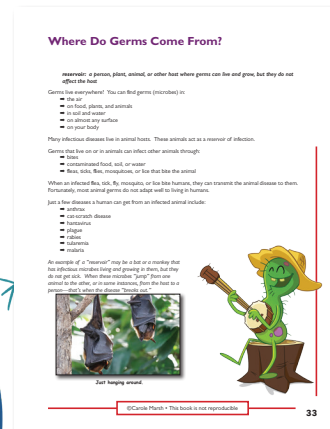 Where Do Germs Come From?
reservoir: a person, plant, animal, or other host where germs can live and grow, but they do not
affect the host
Germs live everywhere! You can find germs (microbes) in:
➡ the air
➡ on food, plants, and animals
➡ in soil and water
➡ on almost any surface
➡ on your body
Many infectious diseases live in animal hosts. These animals act as a reservoir of infection.
Germs that live on or in animals can infect other animals through:
➡ bites
➡ contaminated food, soil, or water
➡ fleas, ticks, flies, mosquitoes, or lice that bite the animal
When an infected flea, tick, fly, mosquito, or lice bite humans, they can transmit the animal disease to them.
Fortunately, most animal germs do not adapt well to living in humans.
Just a few diseases a human can get from an infected animal include:
➡ anthrax
➡ cat-scratch disease
➡ hantavirus
➡ plague
➡ rabies
➡ tularemia
➡ malaria
An example of a "reservoir" may be a bat or a monkey that
has infectious microbes living and growing in them, but they
do not get sick. When these microbes "jump" from one
animal to the other, or in some instances, from the host to a
person—that's when the disease "breaks out."
Just hanging around.
©Carole Marsh • This book is not reproducible
33